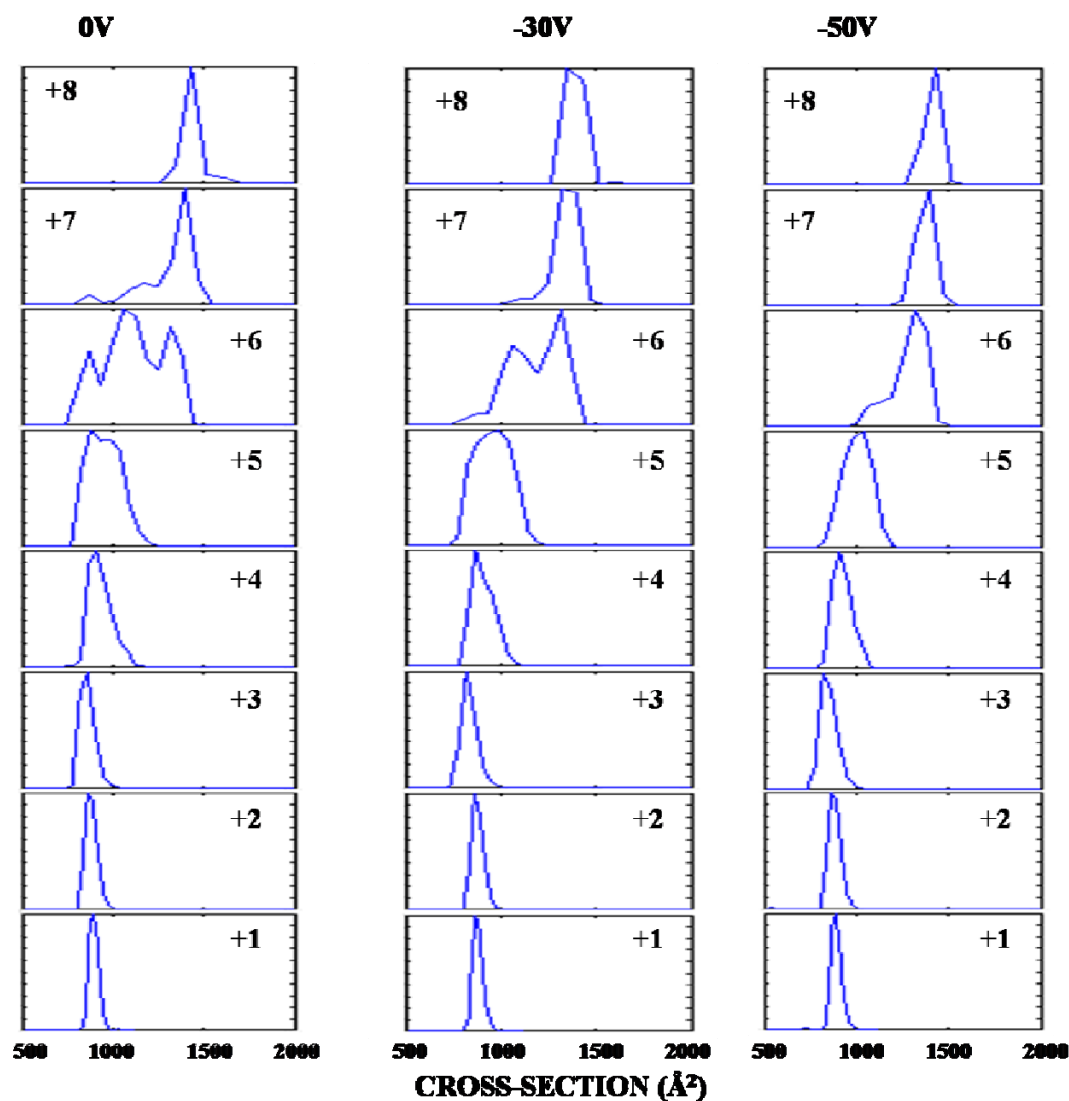 0V -30V -50V
+8 +8 +8
+7 +7 +7
+6 +6 +6
+5 +5 +5
+4 +4 +4
+3 +3 +3
+2 +2 +2
+1 +1 +1
500 1000 1500 2000 500 1000 1500 2000 500 1000 1500 2000
CROSS-SECTION (Å²)